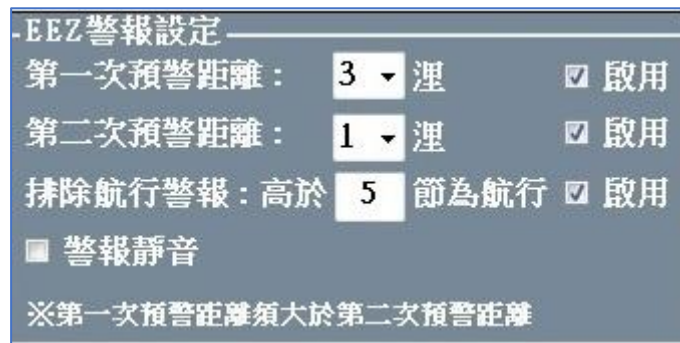 EEZ警報設定
第一次預警距離： 3 浬 啟用
第二次預警距離： 1 浬 啟用
排除航行警報：高於 5 節為航行 啟用
警報靜音
※第一次預警距離須大於第二次預警距離